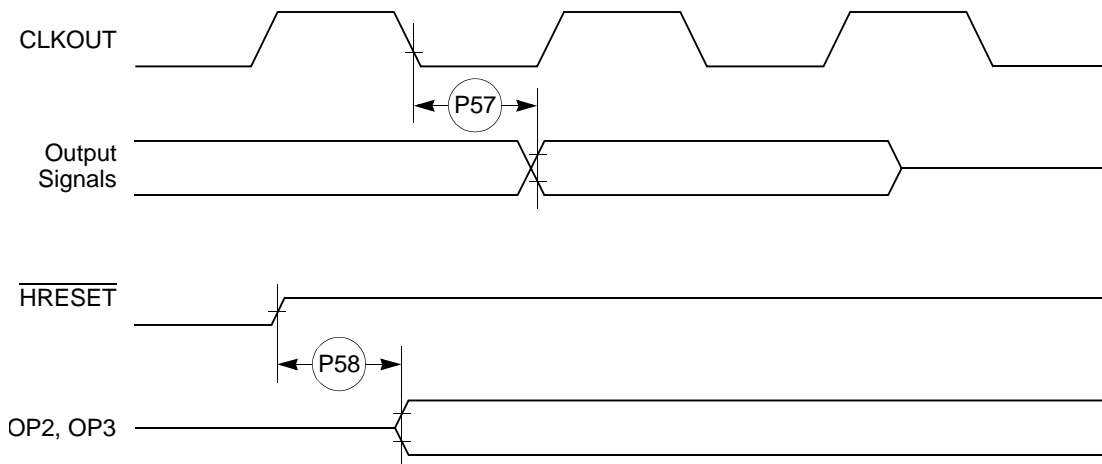 CLKOUT
P57
Output
Signals
HRESET
P58
OP2, OP3